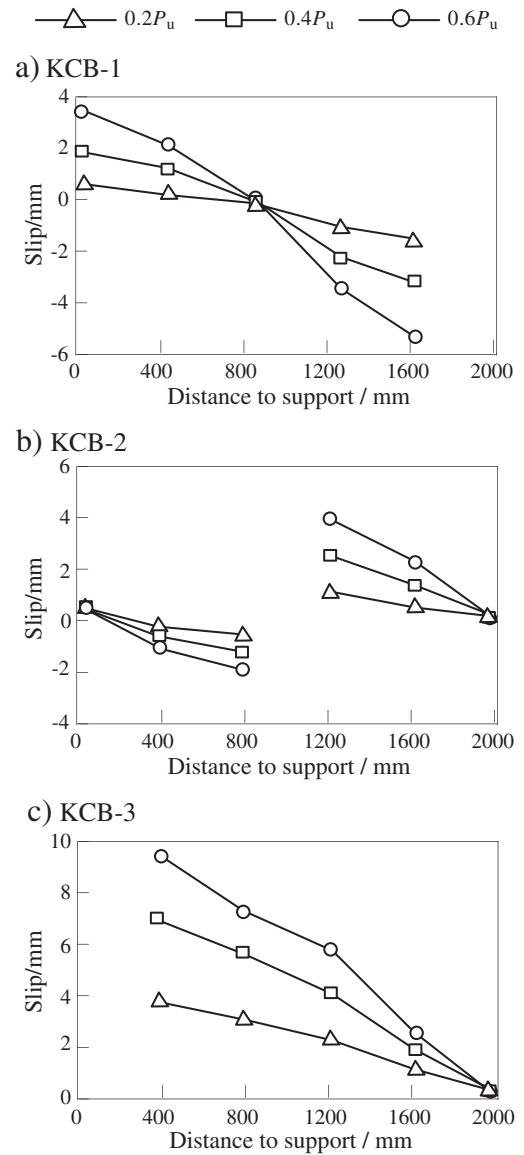 0.2Pu 0.4Pu 0.6Pu
a) KCB-1
4
2
0
-2
-4
-6
Slip/mm
0 400 800 1200 1600 2000
Distance to support / mm
b) KCB-2
6
4
2
0
-2
-4
Slip/mm
0 400 800 1200 1600 2000
Distance to support / mm
c) KCB-3
10
8
6
4
2
0
Slip/mm
0 400 800 1200 1600 2000
Distance to support / mm